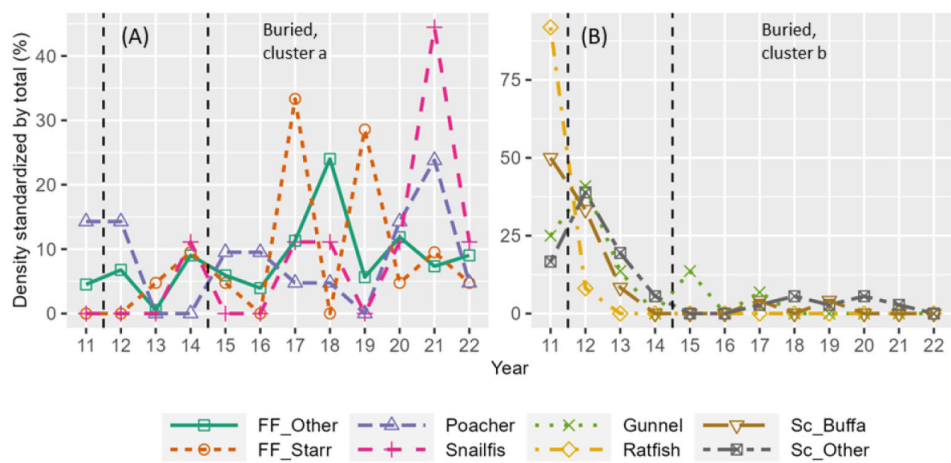 (A)
Buried,
cluster a
(B)
Buried,
cluster b
Density standardized by total (%)
40
30
20
10
0
75
50
25
0
11 12 13 14 15 16 17 18 19 20 21 22
11 12 13 14 15 16 17 18 19 20 21 22
Year
FF_Other Poacher Gunnel Sc_Buffa
FF_Starr Snailfis Ratfish Sc_Other